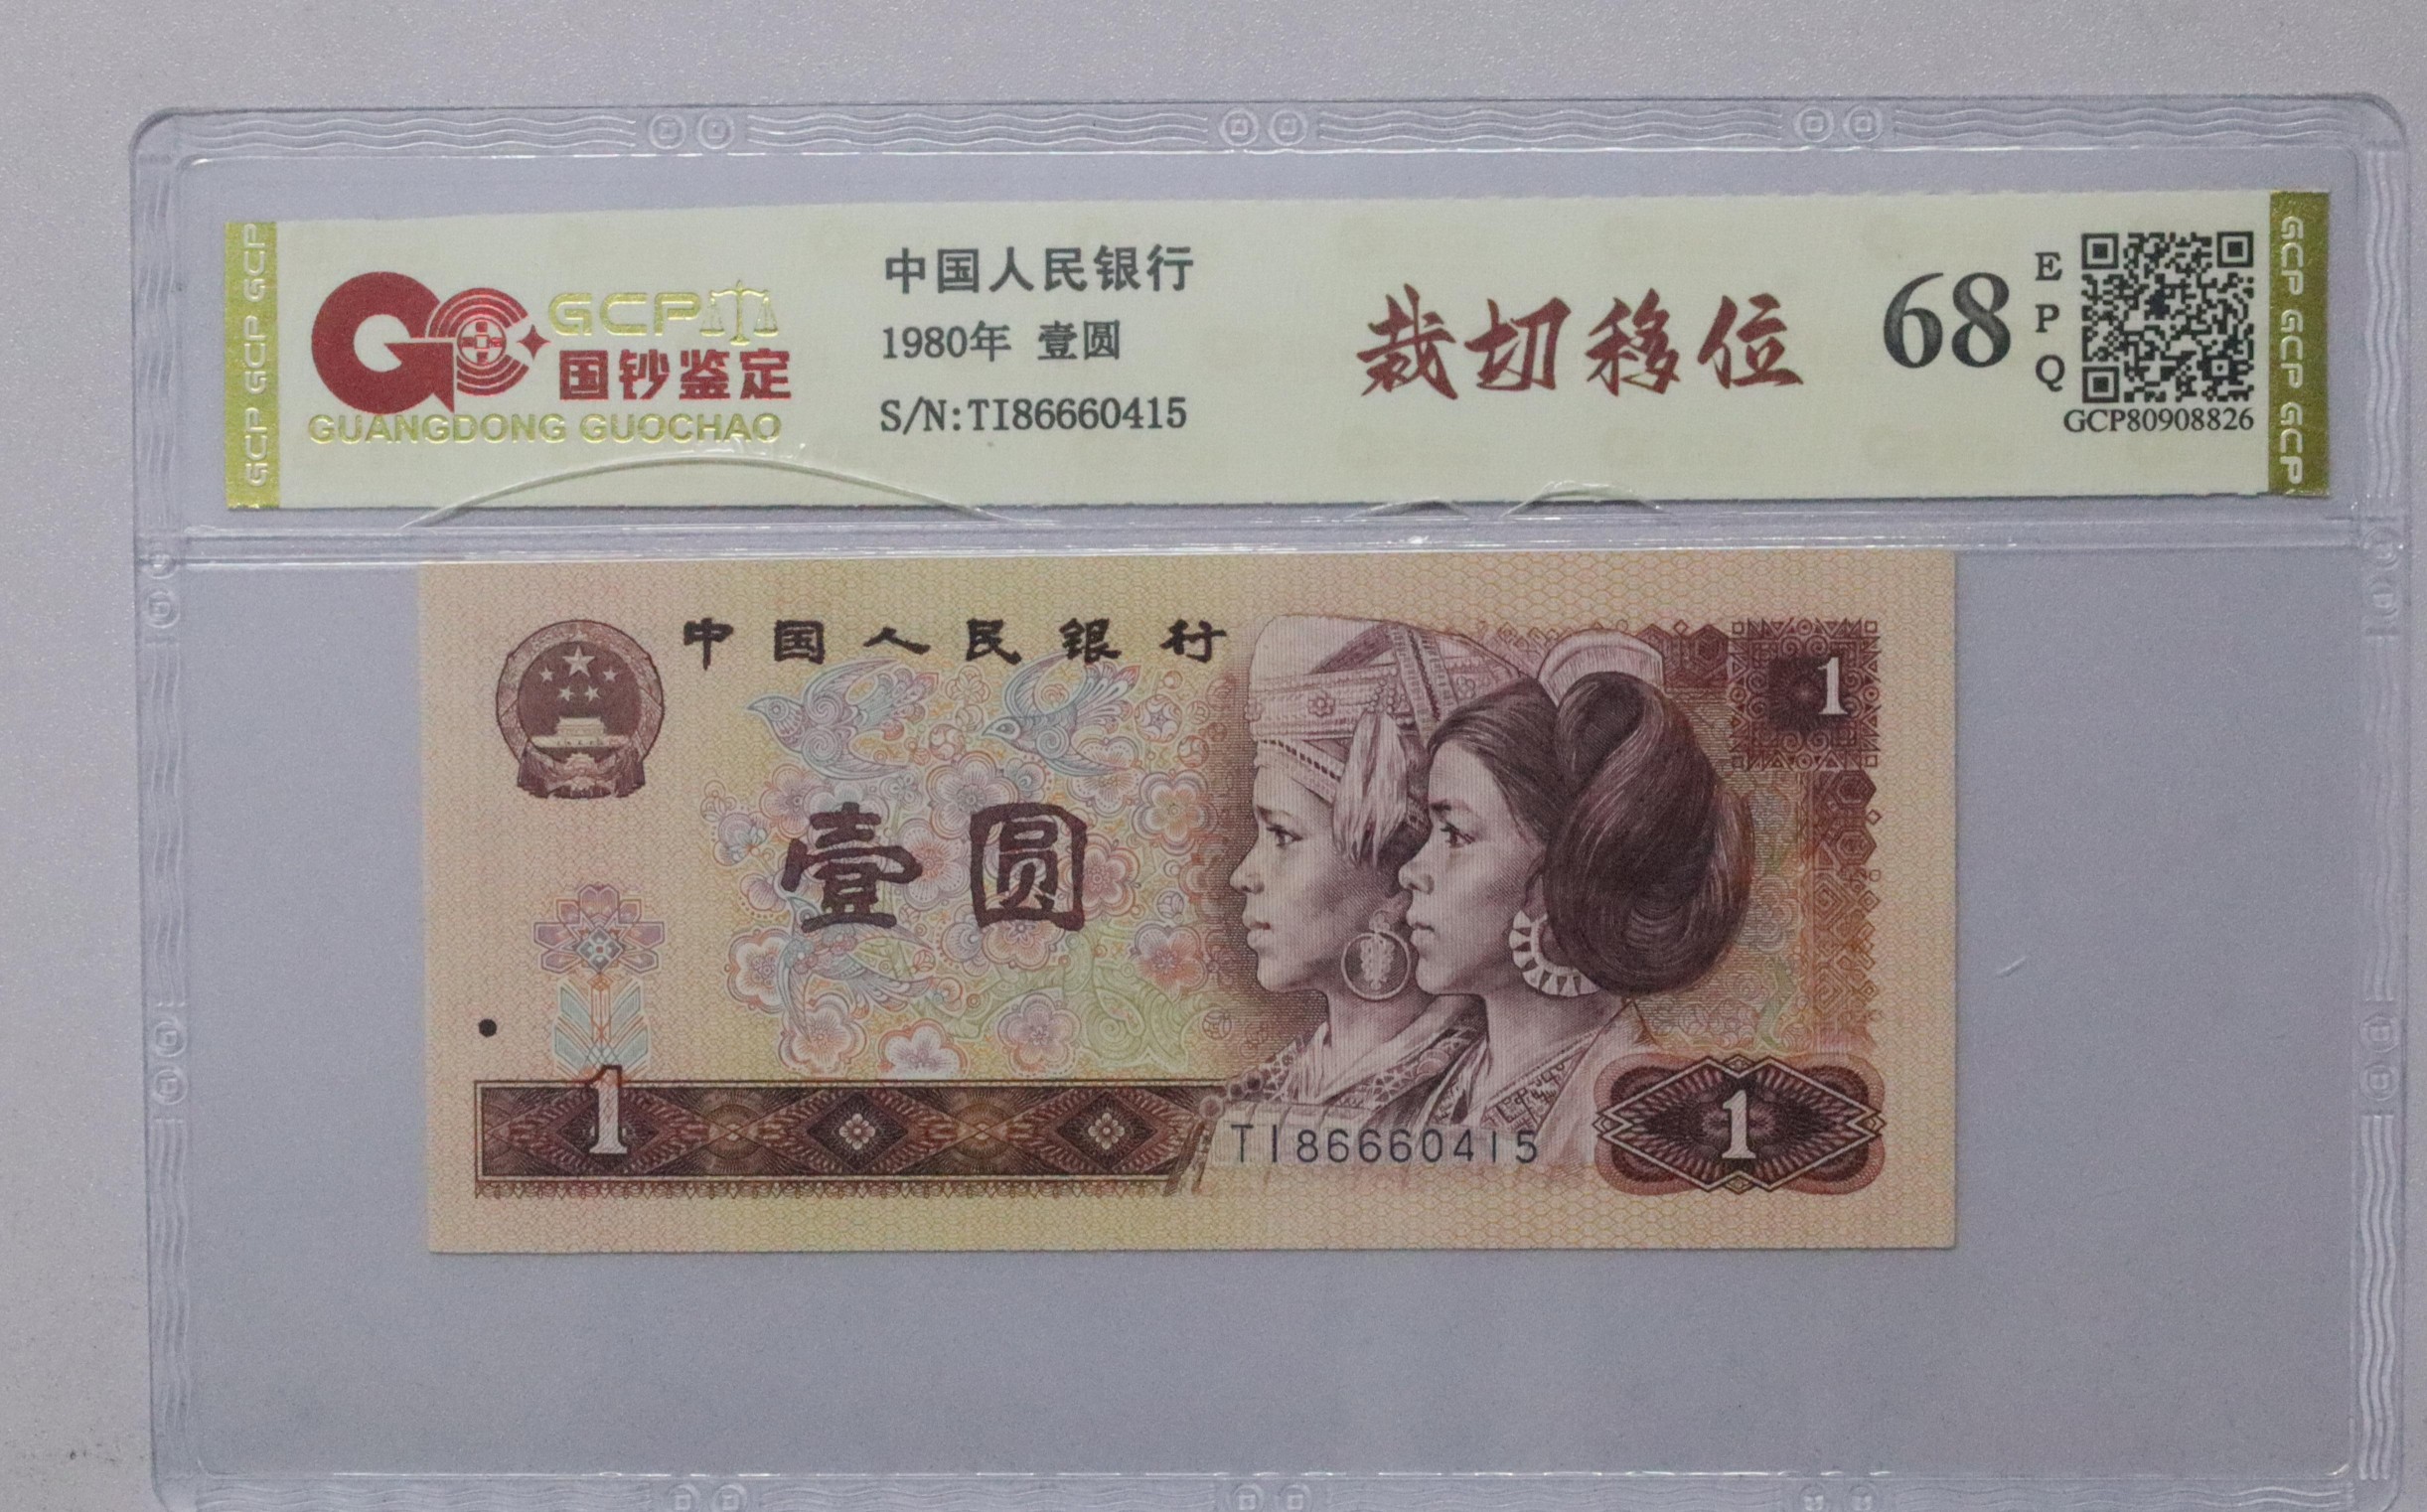 GCP GCP GCP
GCP
国钞鉴定
GUANGDONG GUOCHAO
中国人民银行
1980年 壹圆
S/N:TI86660415
裁切移位
68
E
P
Q
GCP80908826
GCP GCP GCP
中国人民银行
1
壹圆
1
TI86660415
1